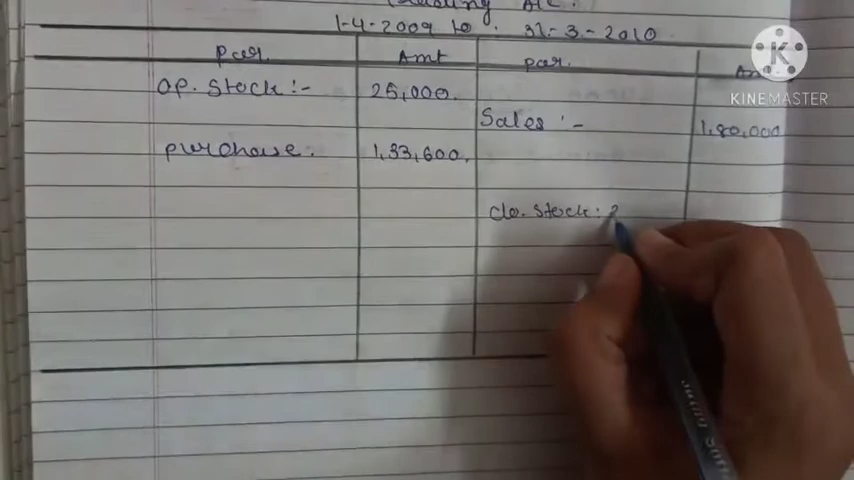 Trading A/c.
1-4-2009 to . 31-3-2010
par. Amt par.
Op. Stock :- 25,000.
Sales :- 1,80,000
purchase : 1,33,600.
Clo. Stock :
K
KINEMASTER